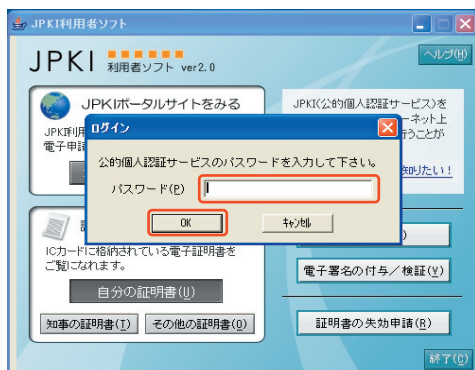 JPKI利用者ソフト
JPKI 利用者ソフト ver2.0
ヘルプ(H)
JPKIポータルサイトをみる
JPKI利用
電子申請
JPKI(公的個人認証サービス)を
ーネット上
行うことが
知りたい!
ログイン
公的個人認証サービスのパスワードを入力して下さい。
パスワード(P)
OK
キャンセル
ICカードに格納されている電子証明書を
ご覧になれます。
自分の証明書(U)
知事の証明書(I)
その他の証明書(O)
)
電子署名の付与/検証(V)
証明書の失効申請(R)
終了(C)